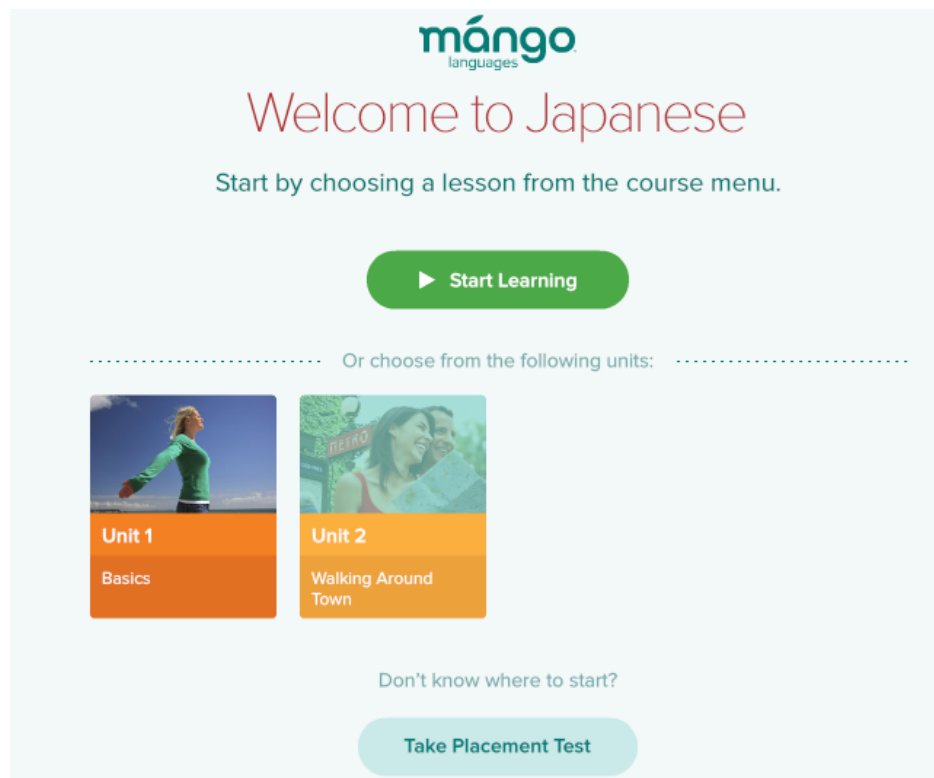 mángo
languages
Welcome to Japanese
Start by choosing a lesson from the course menu.
Start Learning
Or choose from the following units:
METRO
Unit 1
Unit 2
Basics
Walking Around
Town
Don't know where to start?
Take Placement Test